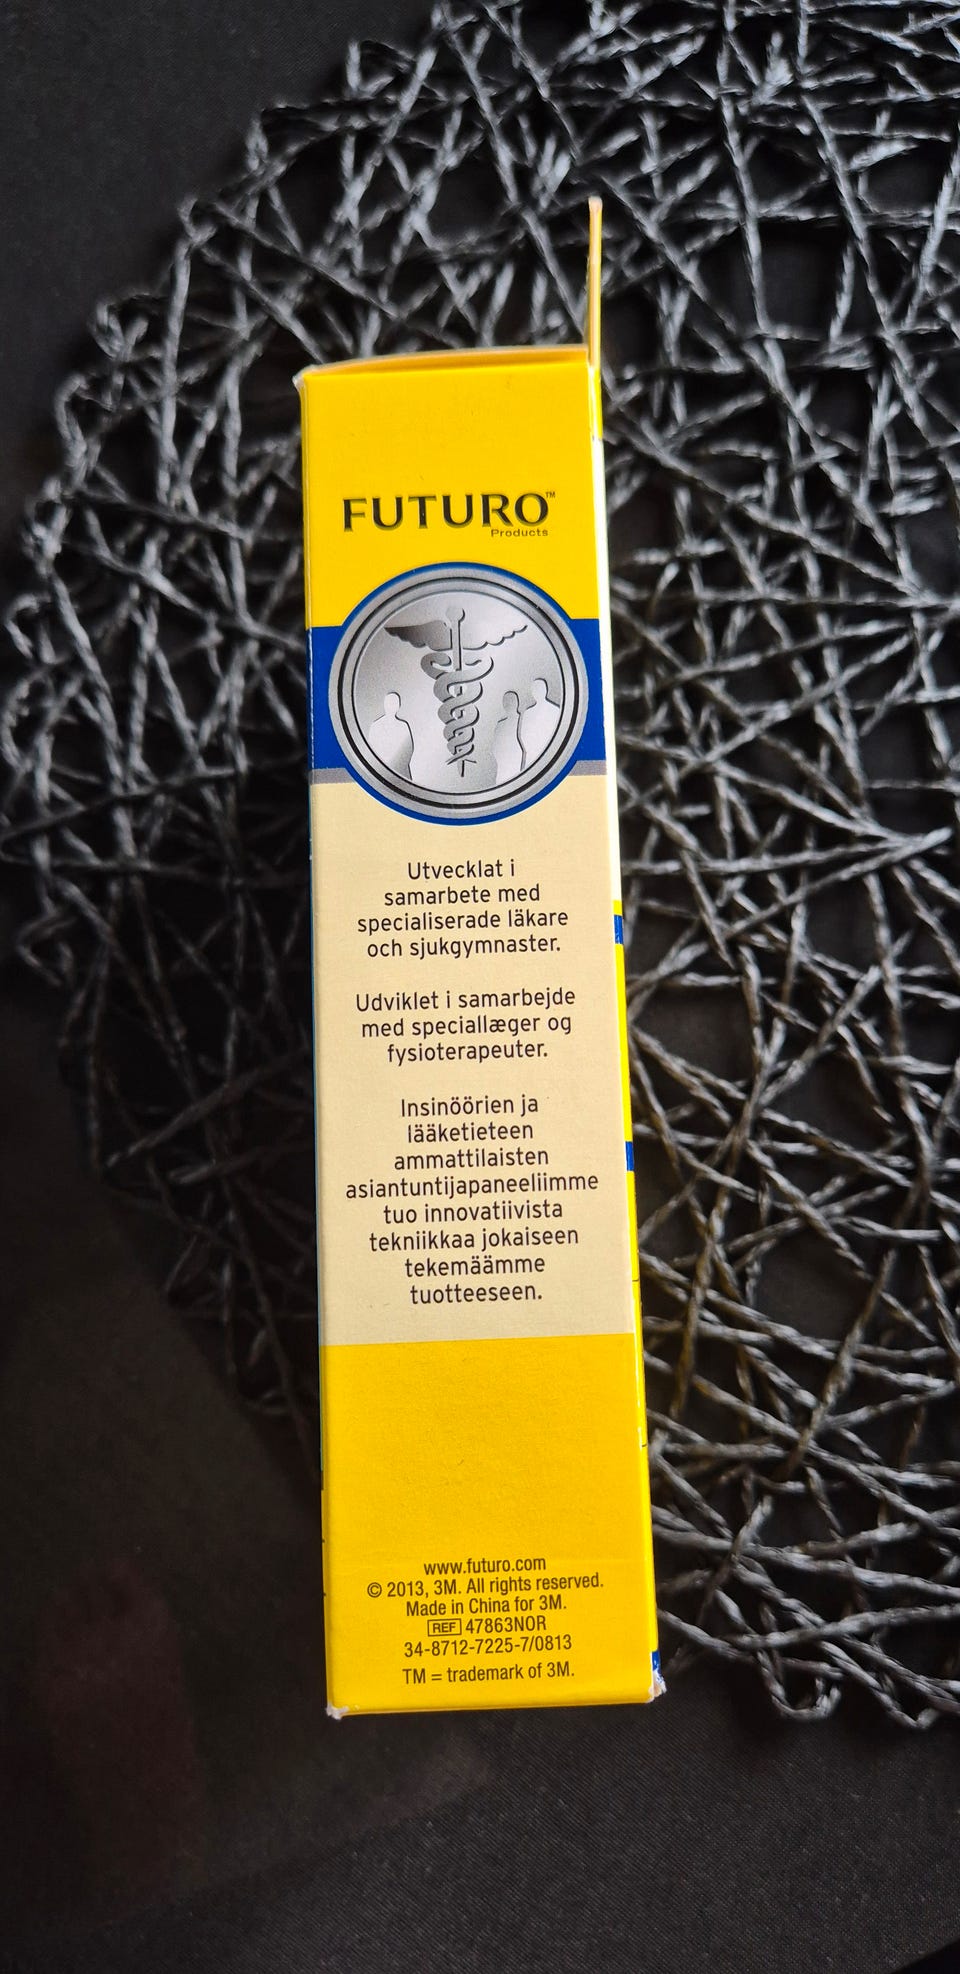 FUTURO™
Products
Utvecklat i
samarbete med
specialiserade läkare
och sjukgymnaster.
Udviklet i samarbejde
med speciallæger og
fysioterapeuter.
Insinöörien ja
lääketieteen
ammattilaisten
asiantuntijapaneeliimme
tuo innovatiivista
tekniikkaa jokaiseen
tekemäämme
tuotteeseen.
www.futuro.com
© 2013, 3M. All rights reserved.
Made in China for 3M.
REF 47863NOR
34-8712-7225-7/0813
TM = trademark of 3M.